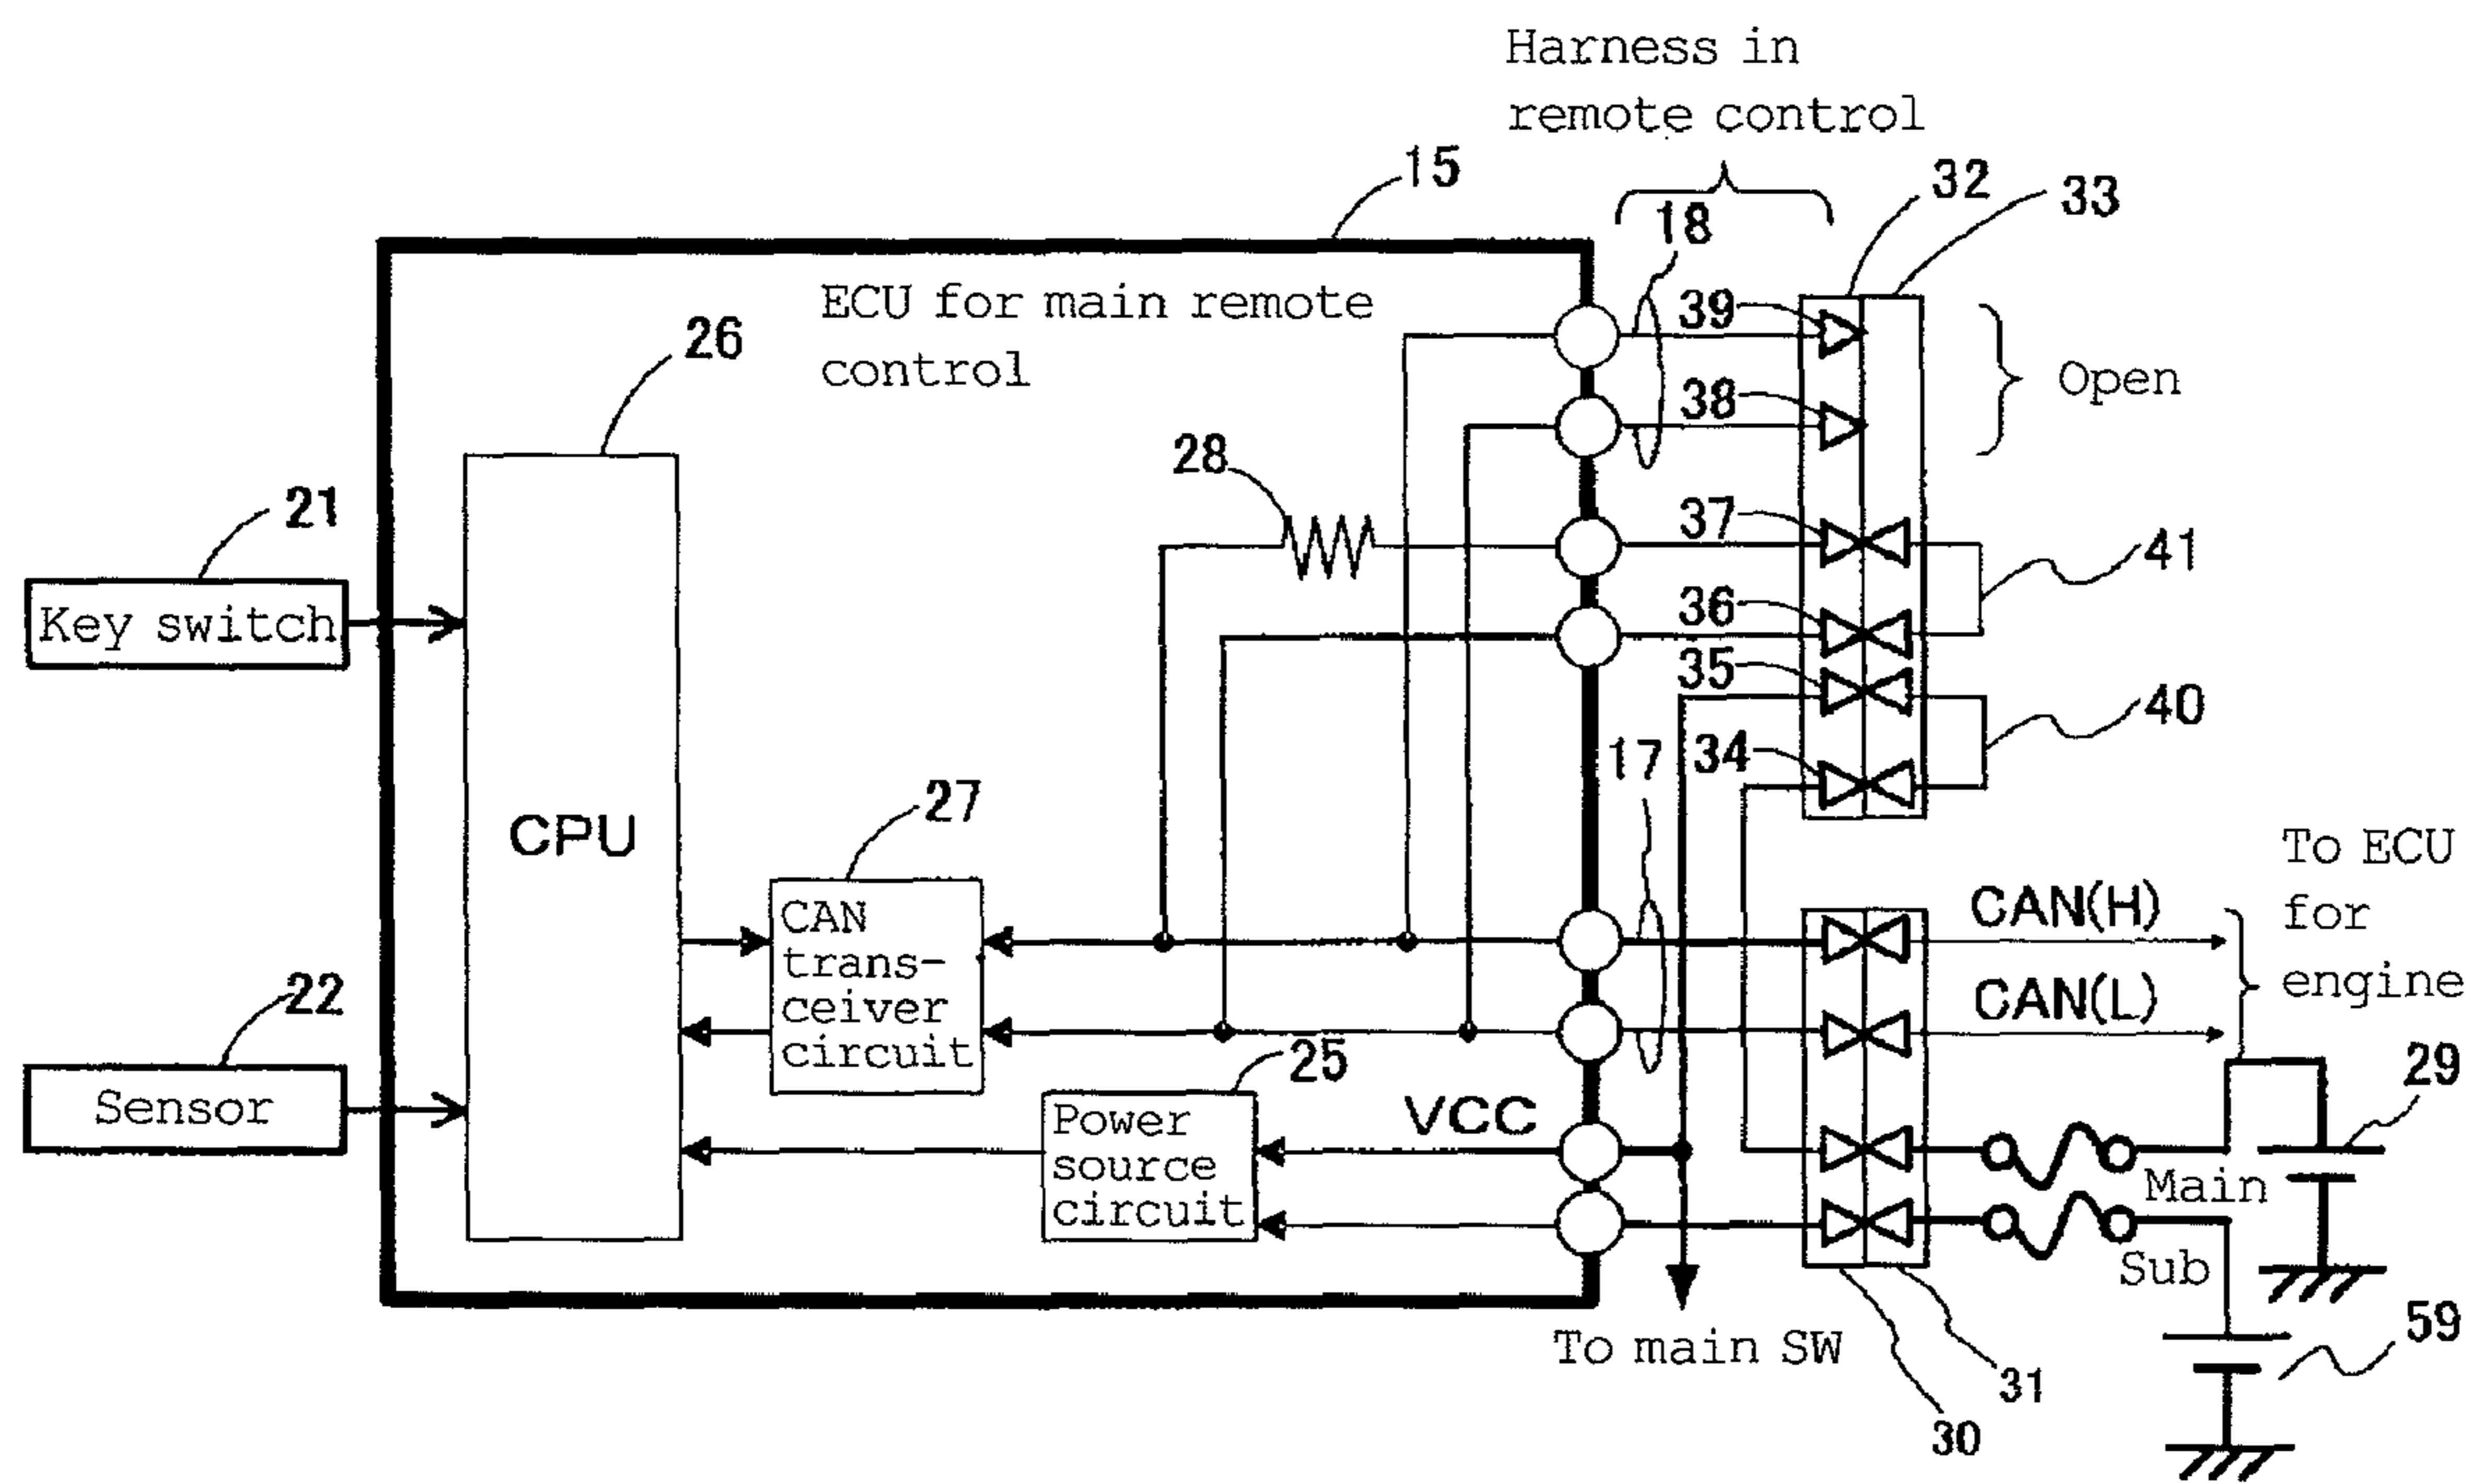 Harness in
remote control
15
32
33
18
ECU for main remote
control
39
26
38
Open
28
21
37
41
Key switch
36
35
40
17
34
27
CPU
To ECU
for
engine
CAN
trans-
ceiver
circuit
CAN(H)
22
CAN(L)
25
29
Sensor
Power
source
circuit
VCC
Main
Sub
59
To main SW
31
30